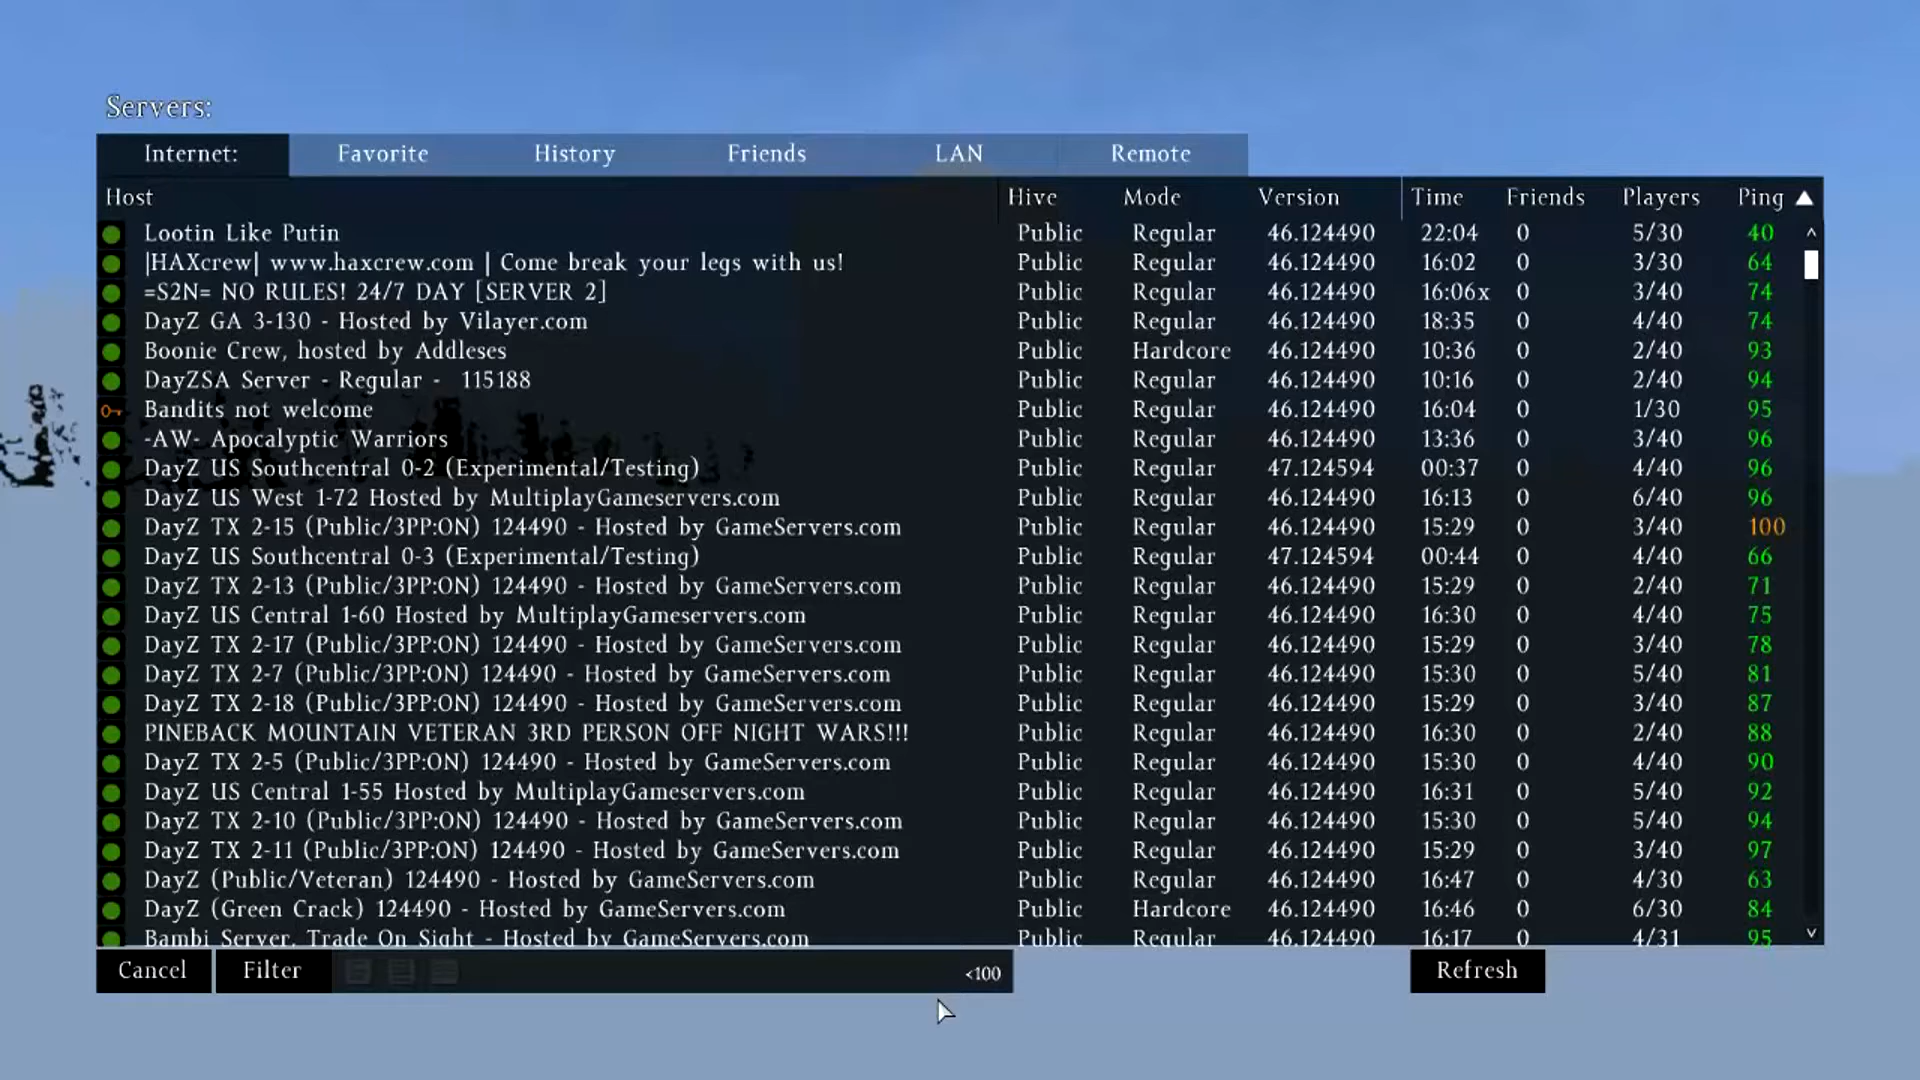 Servers:
Internet: Favorite History Friends LAN Remote
Host Hive Mode Version Time Friends Players Ping
Lootin Like Putin Public Regular 46.124490 22:04 0 5/30 40
|HAXcrew| www.haxcrew.com | Come break your legs with us! Public Regular 46.124490 16:02 0 3/30 64
=S2N= NO RULES! 24/7 DAY [SERVER 2] Public Regular 46.124490 16:06x 0 3/40 74
DayZ GA 3-130 - Hosted by Vilayer.com Public Regular 46.124490 18:35 0 4/40 74
Boonie Crew, hosted by Addleses Public Hardcore 46.124490 10:36 0 2/40 93
DayZSA Server - Regular - 115188 Public Regular 46.124490 10:16 0 2/40 94
Bandits not welcome Public Regular 46.124490 16:04 0 1/30 95
-AW- Apocalyptic Warriors Public Regular 46.124490 13:36 0 3/40 96
DayZ US Southcentral 0-2 (Experimental/Testing) Public Regular 47.124594 00:37 0 4/40 96
DayZ US West 1-72 Hosted by MultiplayGameservers.com Public Regular 46.124490 16:13 0 6/40 96
DayZ TX 2-15 (Public/3PP:ON) 124490 - Hosted by GameServers.com Public Regular 46.124490 15:29 0 3/40 100
DayZ US Southcentral 0-3 (Experimental/Testing) Public Regular 47.124594 00:44 0 4/40 66
DayZ TX 2-13 (Public/3PP:ON) 124490 - Hosted by GameServers.com Public Regular 46.124490 15:29 0 2/40 71
DayZ US Central 1-60 Hosted by MultiplayGameservers.com Public Regular 46.124490 16:30 0 4/40 75
DayZ TX 2-17 (Public/3PP:ON) 124490 - Hosted by GameServers.com Public Regular 46.124490 15:29 0 3/40 78
DayZ TX 2-7 (Public/3PP:ON) 124490 - Hosted by GameServers.com Public Regular 46.124490 15:30 0 5/40 81
DayZ TX 2-18 (Public/3PP:ON) 124490 - Hosted by GameServers.com Public Regular 46.124490 15:29 0 3/40 87
PINEBACK MOUNTAIN VETERAN 3RD PERSON OFF NIGHT WARS!!! Public Regular 46.124490 16:30 0 2/40 88
DayZ TX 2-5 (Public/3PP:ON) 124490 - Hosted by GameServers.com Public Regular 46.124490 15:30 0 4/40 90
DayZ US Central 1-55 Hosted by MultiplayGameservers.com Public Regular 46.124490 16:31 0 5/40 92
DayZ TX 2-10 (Public/3PP:ON) 124490 - Hosted by GameServers.com Public Regular 46.124490 15:30 0 5/40 94
DayZ TX 2-11 (Public/3PP:ON) 124490 - Hosted by GameServers.com Public Regular 46.124490 15:29 0 3/40 97
DayZ (Public/Veteran) 124490 - Hosted by GameServers.com Public Regular 46.124490 16:47 0 4/30 63
DayZ (Green Crack) 124490 - Hosted by GameServers.com Public Hardcore 46.124490 16:46 0 6/30 84
Bambi Server. Trade On Sight - Hosted by GameServers.com Public Regular 46.124490 16:17 0 4/31 95
Cancel Filter <100 Refresh